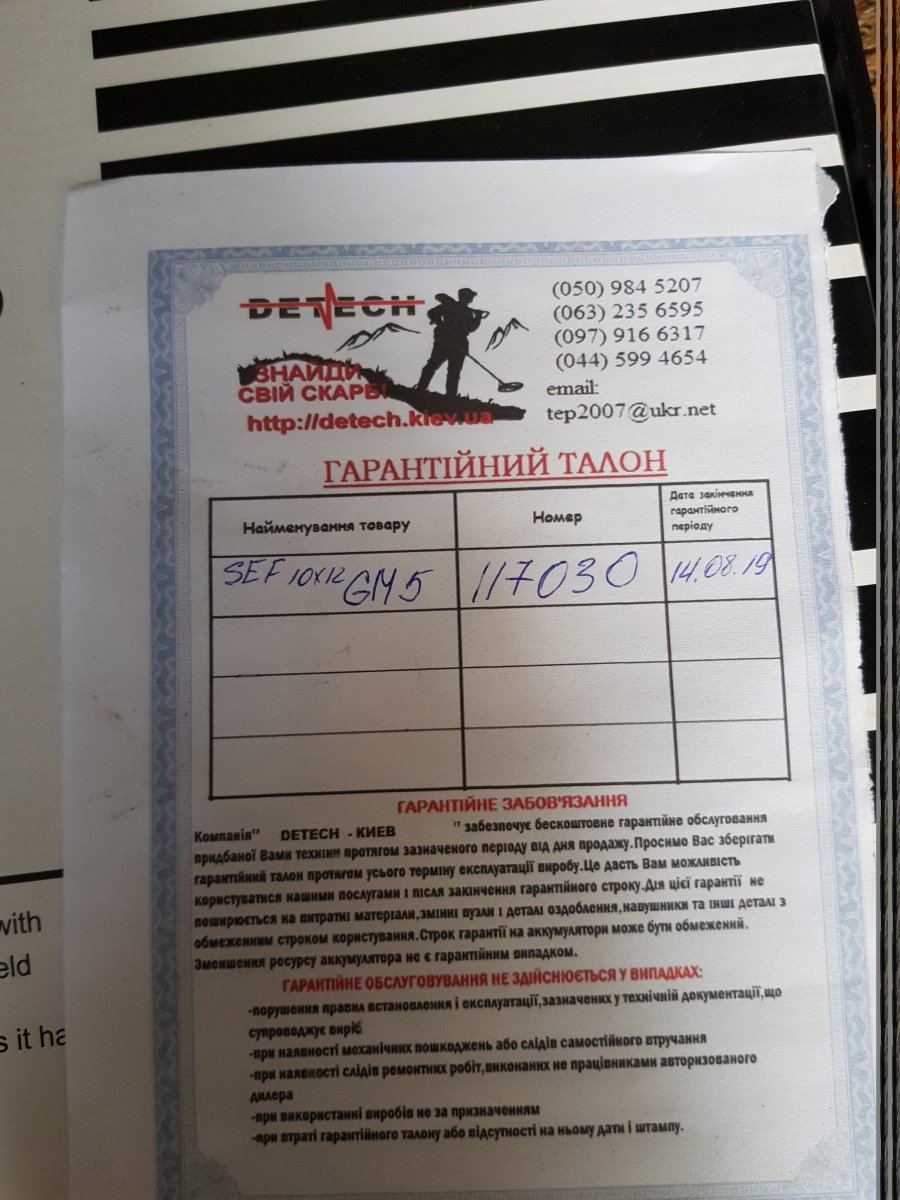 DETECH
ЗНАЙДИ
СВІЙ СКАРБ!
http://detech.kiev.ua
(050) 984 5207
(063) 235 6595
(097) 916 6317
(044) 599 4654
email:
tep2007@ukr.net
ГАРАНТІЙНИЙ ТАЛОН
Найменування товару
Номер
Дата закінчення
гарантійного
періоду
SEF 10x12 GM5
117030
14.08.19
ГАРАНТІЙНЕ ЗАБОВ'ЯЗАННЯ
Компанія" DETECH - КИЕВ " забезпечує бескоштовне гарантійне обслуговання
придбаної Вами техніки протягом зазначеного періоду від дня продажу.Просимо Вас зберігати
гарантійний талон протягом усього терміну експлуатації виробу.Це дасть Вам можливість
користуватися нашими послугами і після закінчення гарантійного строку.Дія цієї гарантії не
поширюється на витратні матеріали,змінні вузли і деталі оздоблення,навушники та інші деталі з
обмеженним строком користування.Строк гарантії на аккумулятори може бути обмежений.
Зменшення ресурсу аккумулятора не є гарантійним випадком.
ГАРАНТІЙНЕ ОБСЛУГОВУВАННЯ НЕ ЗДІЙСНЮЄТЬСЯ У ВИПАДКАХ:
-порушення правил встановлення і експлуатації,зазначених у технічній документації,що
супроводжує виріб
-при наявності механічних пошкоджень або слідів самостійного втручання
-при наявності слідів ремонтних робіт,виконаних не працівниками авторизованого
дилера
-при використанні виробів не за призначенням
-при втраті гарантійного талону або відсутності на ньому дати і штампу.
with
eld
s it ha